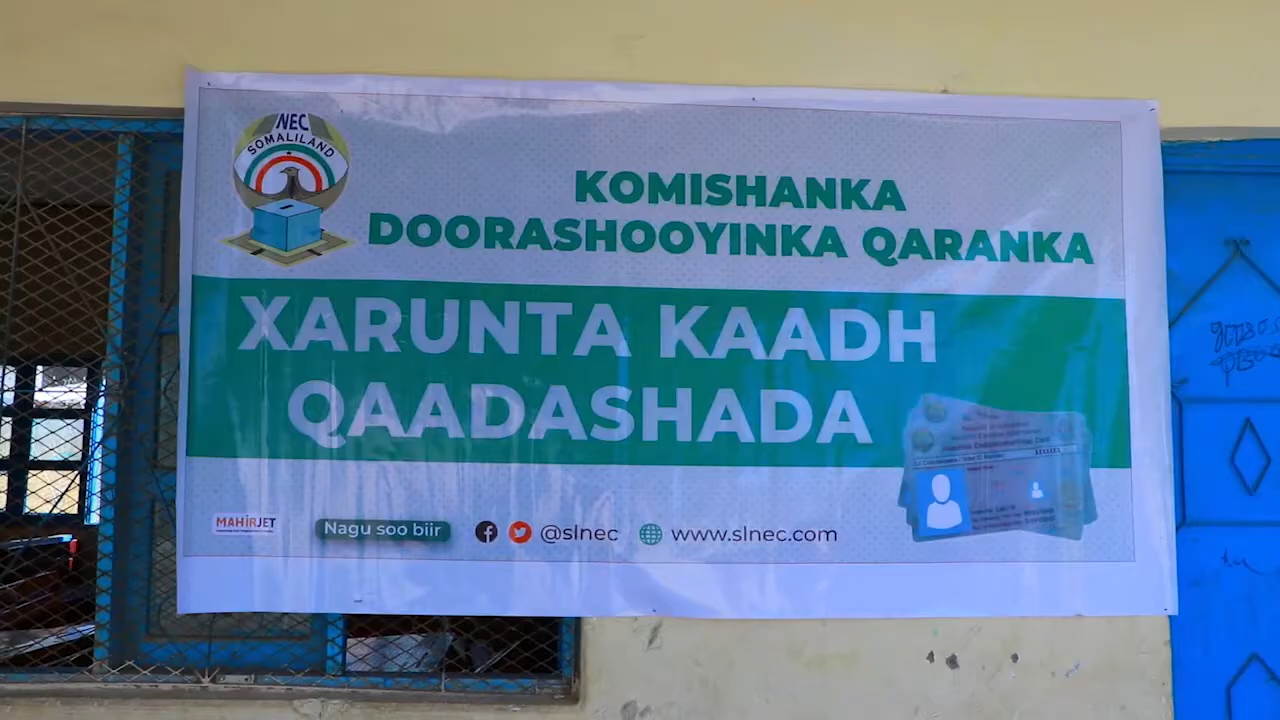 NEC
SOMALILAND
KOMISHANKA
DOORASHOOYINKA QARANKA
XARUNTA KAADH
QAADASHADA
MAHIRJET
Nagu soo biir
@slnec
www.slnec.com